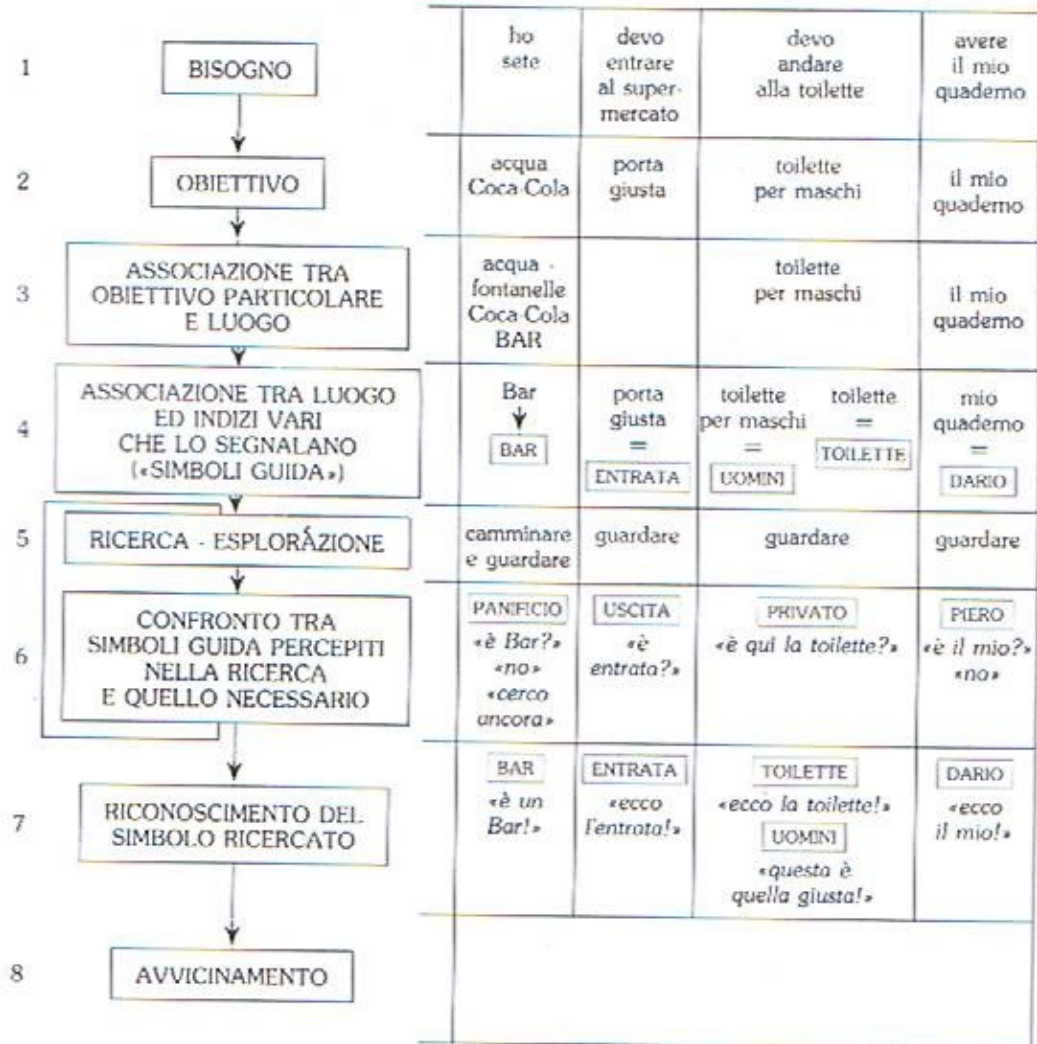 1
BISOGNO
ho
sete
devo
entrare
al super-
mercato
devo
andare
alla toilette
avere
il mio
quaderno
2
OBIETTIVO
acqua
Coca-Cola
porta
giusta
toilette
per maschi
il mio
quaderno
3
ASSOCIAZIONE TRA
OBIETTIVO PARTICOLARE
E LUOGO
acqua -
fontanelle
Coca-Cola
BAR
toilette
per maschi
il mio
quaderno
4
ASSOCIAZIONE TRA LUOGO
ED INDIZI VARI
CHE LO SEGNALANO
(«SIMBOLI GUIDA»)
Bar
BAR
porta
giusta
=
ENTRATA
toilette
per maschi
=
UOMINI
toilette
=
TOILETTE
mio
quaderno
=
DARIO
5
RICERCA - ESPLORAZIONE
camminare
e guardare
guardare
guardare
guardare
6
CONFRONTO TRA
SIMBOLI GUIDA PERCEPITI
NELLA RICERCA
E QUELLO NECESSARIO
PANIFICIO
«è Bar?»
«no»
«cerco
ancora»
USCITA
«è
entrata?»
PRIVATO
«è qui la toilette?»
PIERO
«è il mio?»
«no»
7
RICONOSCIMENTO DEL
SIMBOLO RICERCATO
BAR
«è un
Bar!»
ENTRATA
«ecco
l'entrata!»
TOILETTE
«ecco la toilette!»
UOMINI
«questa è
quella giusta!»
DARIO
«ecco
il mio!»
8
AVVICINAMENTO